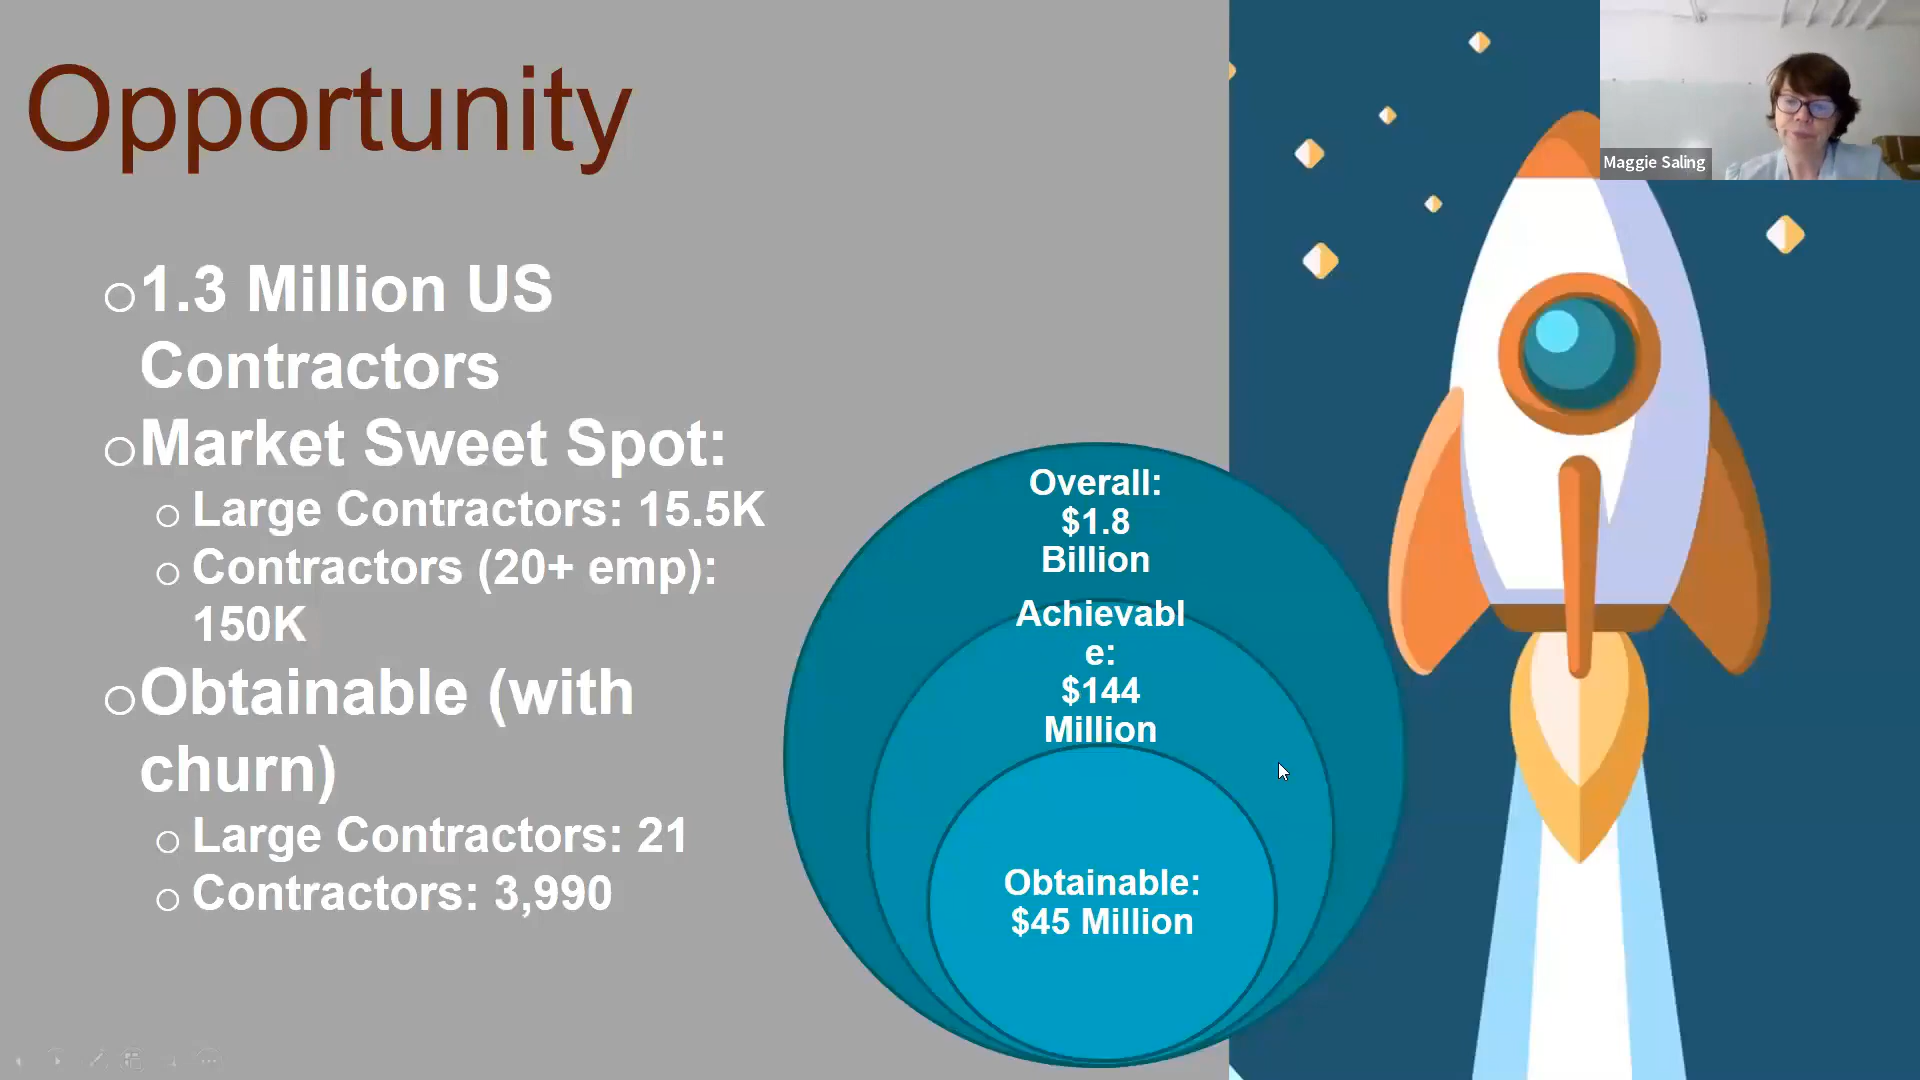 Opportunity
Maggie Saling
1.3 Million US
Contractors
Market Sweet Spot:
Large Contractors: 15.5K
Contractors (20+ emp):
150K
Obtainable (with
churn)
Large Contractors: 21
Contractors: 3,990
Overall:
$1.8
Billion
Achievabl
e:
$144
Million
Obtainable:
$45 Million